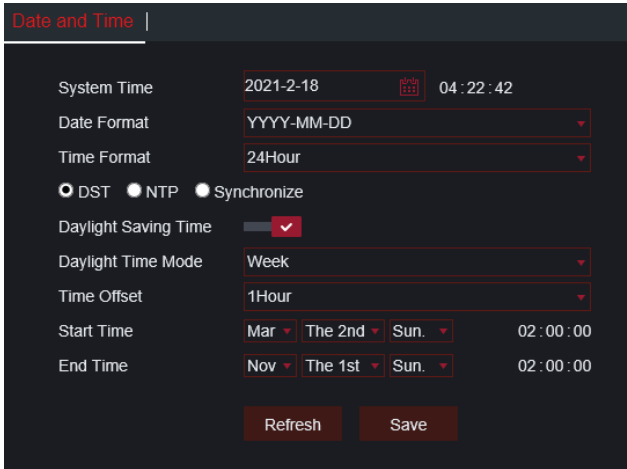 Date and Time
System Time 2021-2-18 04:22:42
Date Format YYYY-MM-DD
Time Format 24Hour
DST NTP Synchronize
Daylight Saving Time
Daylight Time Mode Week
Time Offset 1Hour
Start Time Mar The 2nd Sun. 02:00:00
End Time Nov The 1st Sun. 02:00:00
Refresh Save